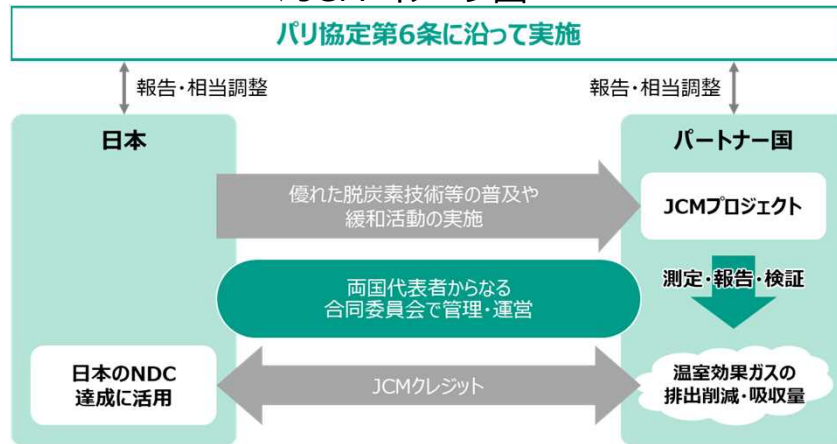 パリ協定第6条に沿って実施
報告・相当調整
報告・相当調整
日本
パートナー国
優れた脱炭素技術等の普及や
緩和活動の実施
JCMプロジェクト
測定・報告・検証
両国代表者からなる
合同委員会で管理・運営
日本のNDC
達成に活用
JCMクレジット
温室効果ガスの
排出削減・吸収量